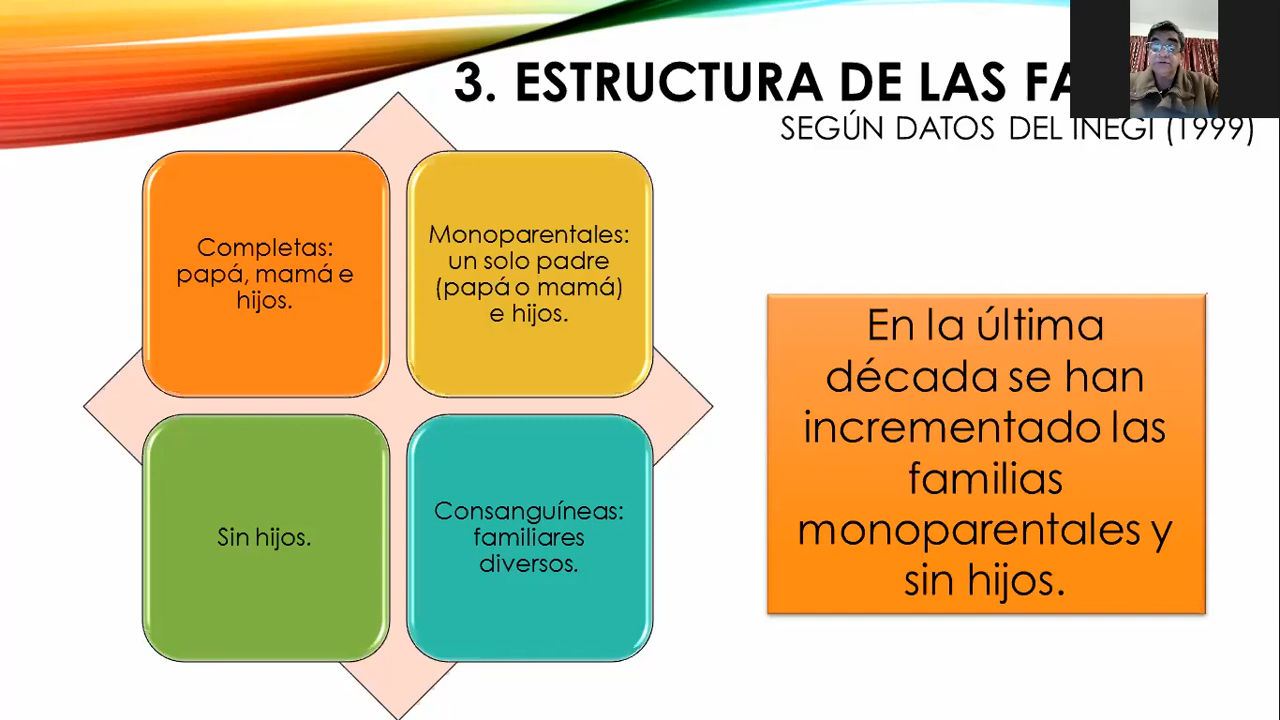 3. ESTRUCTURA DE LAS
SEGÚN DATOS DEL INEGI (1999)
Completas:
papá, mamá e
hijos.
Monoparentales:
un solo padre
(papá o mamá)
e hijos.
Sin hijos.
Consanguíneas:
familiares
diversos.
En la última
década se han
incrementado las
familias
monoparentales y
sin hijos.